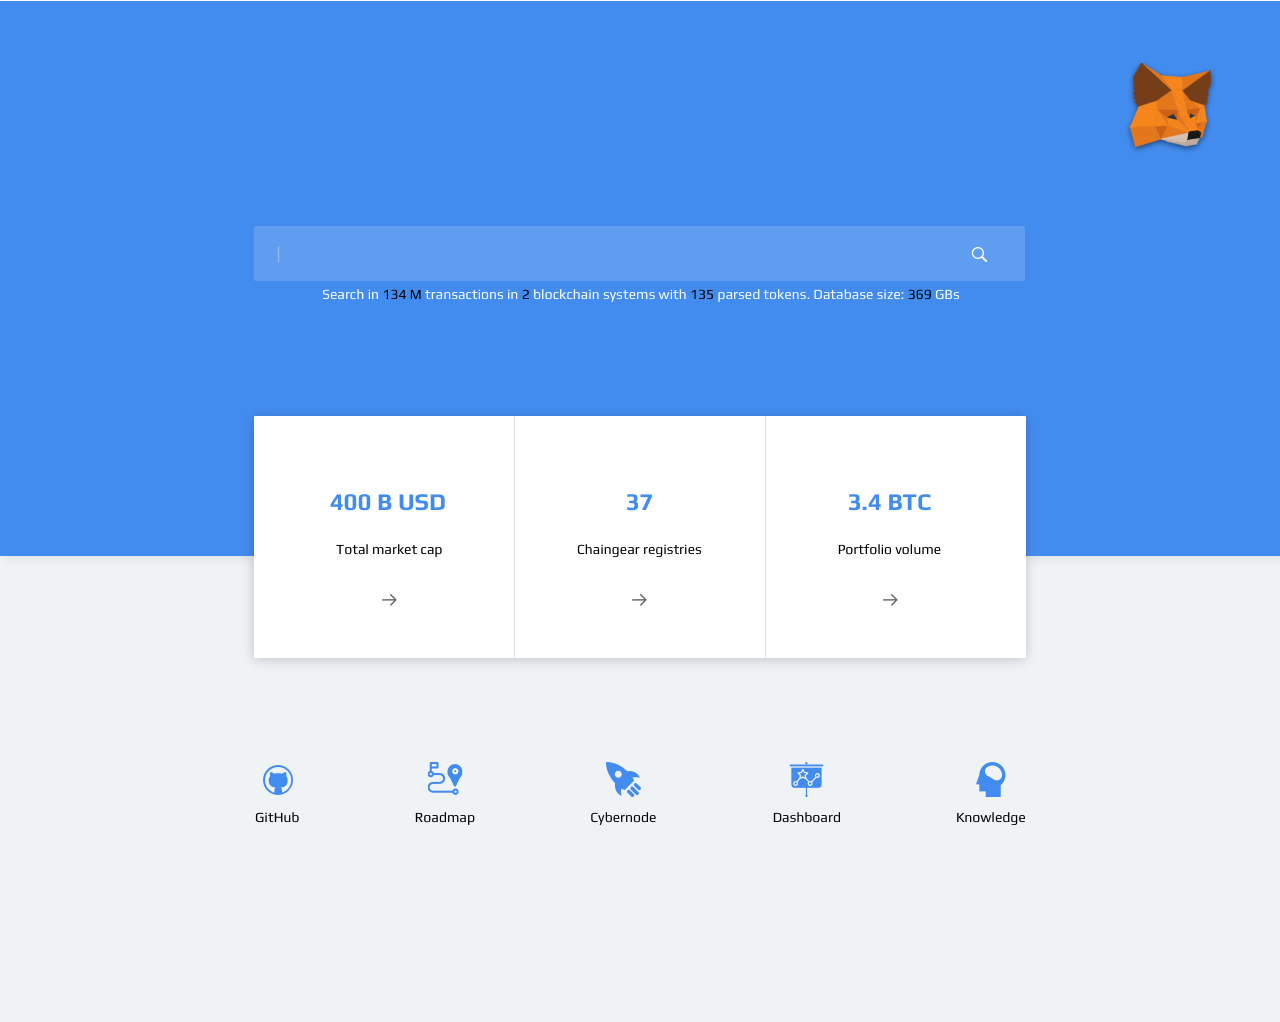 Search in 134 M transactions in 2 blockchain systems with 135 parsed tokens. Database size: 369 GBs
400 B USD
37
3.4 BTC
Total market cap
Chaingear registries
Portfolio volume
GitHub
Roadmap
Cybernode
Dashboard
Knowledge